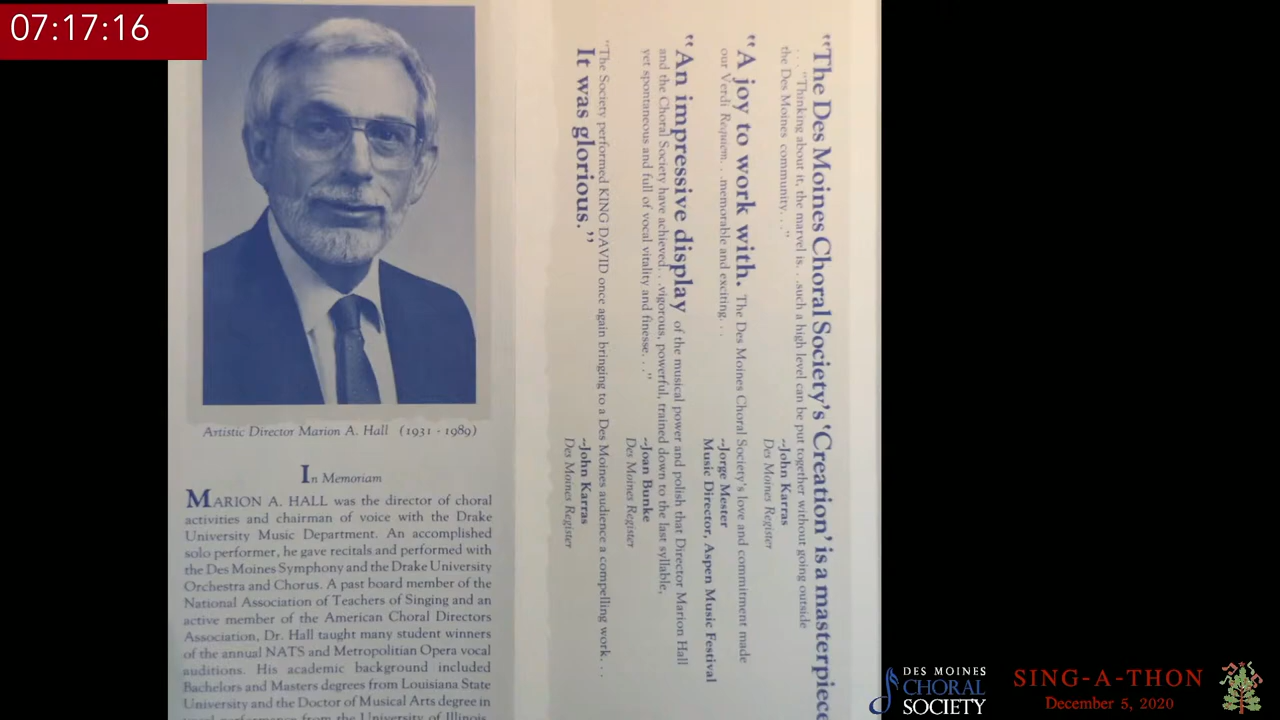 07:17:16
Artistic Director Marion A. Hall (1931 - 1989)
In Memoriam
MARION A. HALL was the director of choral
activities and chairman of voice with the Drake
University Music Department. An accomplished
solo performer, he gave recitals and performed with
the Des Moines Symphony and the Drake University
Orchestra and Chorus. A past board member of the
National Association of Teachers of Singing and an
active member of the American Choral Directors
Association, Dr. Hall taught many student winners
of the annual NATS and Metropolitan Opera vocal
auditions. His academic background included
Bachelors and Masters degrees from Louisiana State
University and the Doctor of Musical Arts degree in
vocal performance from the University of Illinois.
"The Des Moines Choral Society's 'Creation' is a masterpiece
. . . "Thinking about it, the marvel is. . .such a high level can be put together without going outside
the Des Moines community. . ."
~John Karras
Des Moines Register
"A joy to work with. The Des Moines Choral Society's love and commitment made
our Verdi Requiem. . .memorable and exciting. . .
~Jorge Mester
Music Director, Aspen Music Festival
"An impressive display of the musical power and polish that Director Marion Hall
and the Choral Society have achieved. . .vigorous, powerful, trained down to the last syllable,
yet spontaneous and full of vocal vitality and finesse. . ."
~Joan Bunke
Des Moines Register
"The Society performed KING DAVID once again bringing to a Des Moines audience a compelling work. . .
It was glorious."
~John Karras
Des Moines Register
DES MOINES
CHORAL
SOCIETY
SING-A-THON
December 5, 2020